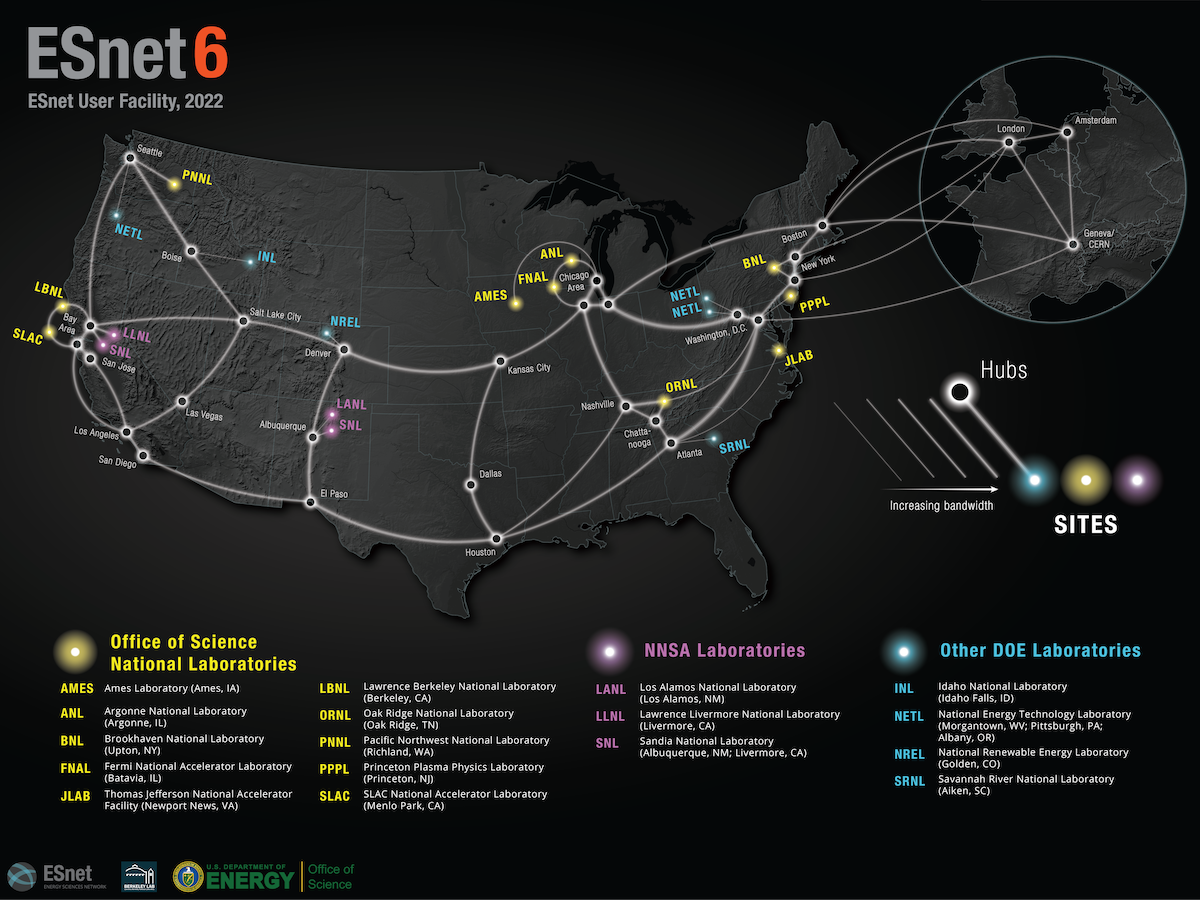 ESnet6
ESnet User Facility, 2022
Seattle
PNNL
NETL
Boise
INL
LBNL
Bay
Area
SLAC
LLNL
SNL
San Jose
Salt Lake City
NREL
Denver
Las Vegas
Los Angeles
San Diego
Albuquerque
LANL
SNL
El Paso
Kansas City
Dallas
Houston
AMES
ANL
FNAL
Chicago
Area
Nashville
Chatta-
nooga
ORNL
Atlanta
SRNL
NETL
NETL
Washington, D.C.
JLAB
PPPL
BNL
New York
Boston
London
Amsterdam
Geneva/
CERN
Hubs
Increasing bandwidth
SITES
Office of Science
National Laboratories
AMES Ames Laboratory (Ames, IA)
ANL Argonne National Laboratory
(Argonne, IL)
BNL Brookhaven National Laboratory
(Upton, NY)
FNAL Fermi National Accelerator Laboratory
(Batavia, IL)
JLAB Thomas Jefferson National Accelerator
Facility (Newport News, VA)
LBNL Lawrence Berkeley National Laboratory
(Berkeley, CA)
ORNL Oak Ridge National Laboratory
(Oak Ridge, TN)
PNNL Pacific Northwest National Laboratory
(Richland, WA)
PPPL Princeton Plasma Physics Laboratory
(Princeton, NJ)
SLAC SLAC National Accelerator Laboratory
(Menlo Park, CA)
NNSA Laboratories
LANL Los Alamos National Laboratory
(Los Alamos, NM)
LLNL Lawrence Livermore National Laboratory
(Livermore, CA)
SNL Sandia National Laboratory
(Albuquerque, NM; Livermore, CA)
Other DOE Laboratories
INL Idaho National Laboratory
(Idaho Falls, ID)
NETL National Energy Technology Laboratory
(Morgantown, WV; Pittsburgh, PA;
Albany, OR)
NREL National Renewable Energy Laboratory
(Golden, CO)
SRNL Savannah River National Laboratory
(Aiken, SC)
ESnet
ENERGY SCIENCES NETWORK
BERKELEY LAB
U.S. DEPARTMENT OF
ENERGY
Office of
Science